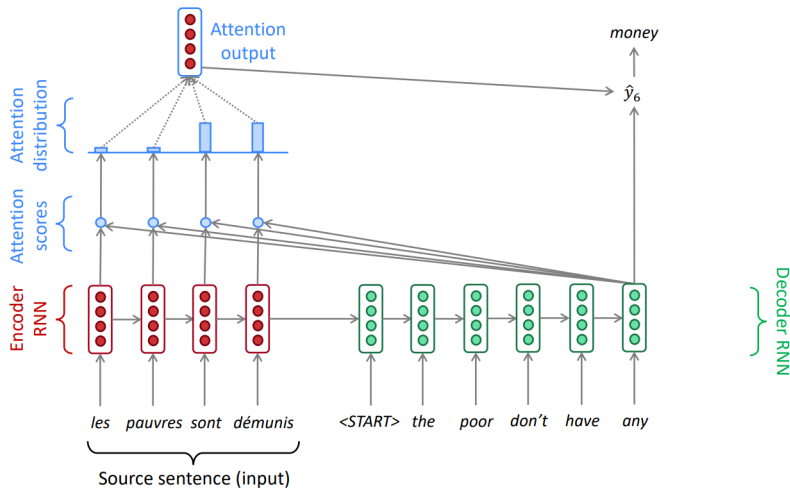 Attention
output
money
ŷ₆
Attention
distribution
Attention
scores
Encoder
RNN
Decoder RNN
les pauvres sont démunis <START> the poor don't have any
Source sentence (input)